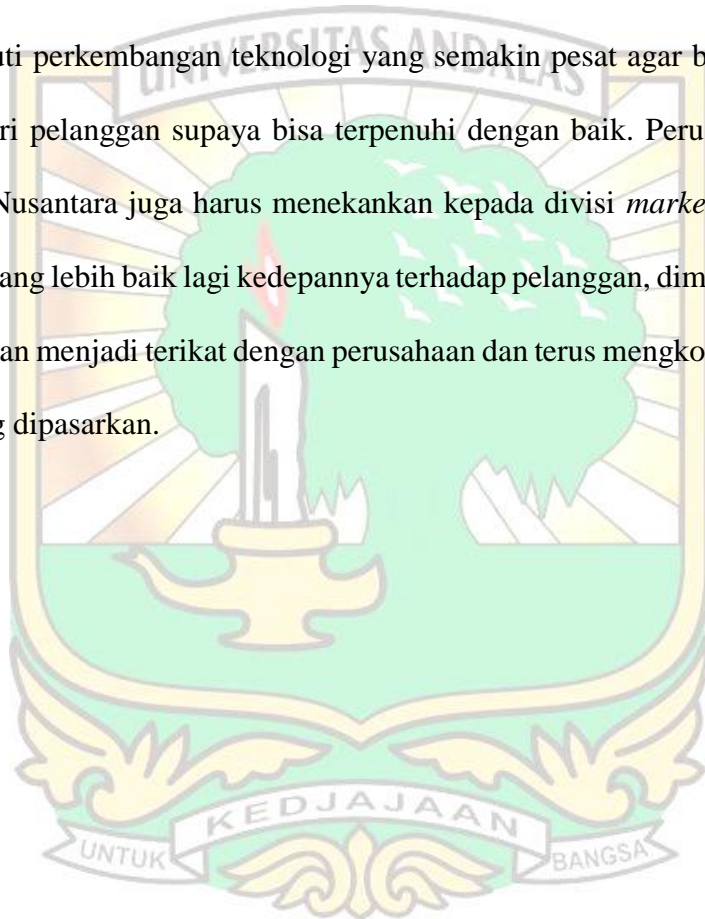 UNIVERSITAS ANDALAS
uti perkembangan teknologi yang semakin pesat agar b
ri pelanggan supaya bisa terpenuhi dengan baik. Peru
Nusantara juga harus menekankan kepada divisi marke
ang lebih baik lagi kedepannya terhadap pelanggan, dim
an menjadi terikat dengan perusahaan dan terus mengko
g dipasarkan.
KEDJAJAAN
UNTUK
BANGSA